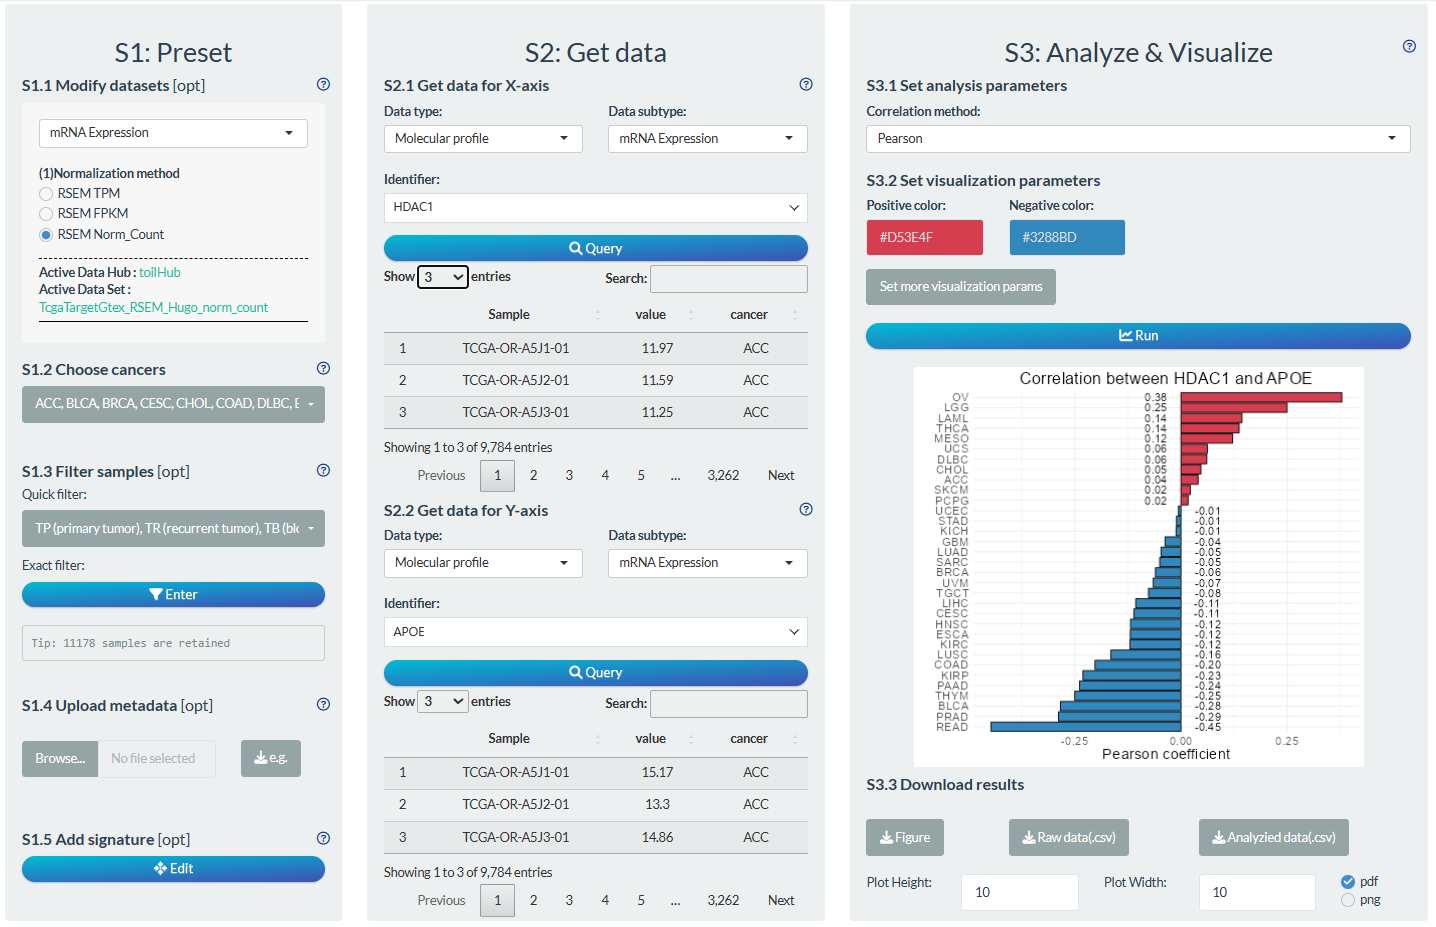 S1: Preset
S1.1 Modify datasets [opt]
mRNA Expression
(1)Normalization method
RSEM TPM
RSEM FPKM
RSEM Norm_Count
Active Data Hub : toilHub
Active Data Set :
TcgaTargetGtex_RSEM_Hugo_norm_count
S1.2 Choose cancers
ACC, BLCA, BRCA, CESC, CHOL, COAD, DLBC, E
S1.3 Filter samples [opt]
Quick filter:
TP (primary tumor), TR (recurrent tumor), TB (blo
Exact filter:
Enter
Tip: 11178 samples are retained
S1.4 Upload metadata [opt]
Browse... No file selected e.g.
S1.5 Add signature [opt]
Edit
S2: Get data
S2.1 Get data for X-axis
Data type: Data subtype:
Molecular profile mRNA Expression
Identifier:
HDAC1
Query
Show 3 entries Search:
Sample value cancer
1 TCGA-OR-A5J1-01 11.97 ACC
2 TCGA-OR-A5J2-01 11.59 ACC
3 TCGA-OR-A5J3-01 11.25 ACC
Showing 1 to 3 of 9,784 entries
Previous 1 2 3 4 5 ... 3,262 Next
S2.2 Get data for Y-axis
Data type: Data subtype:
Molecular profile mRNA Expression
Identifier:
APOE
Query
Show 3 entries Search:
Sample value cancer
1 TCGA-OR-A5J1-01 15.17 ACC
2 TCGA-OR-A5J2-01 13.3 ACC
3 TCGA-OR-A5J3-01 14.86 ACC
Showing 1 to 3 of 9,784 entries
Previous 1 2 3 4 5 ... 3,262 Next
S3: Analyze & Visualize
S3.1 Set analysis parameters
Correlation method:
Pearson
S3.2 Set visualization parameters
Positive color: Negative color:
#D53E4F #3288BD
Set more visualization params
Run
Correlation between HDAC1 and APOE
OV 0.38
LGG 0.25
LAML 0.14
THCA 0.14
MESO 0.12
UCS 0.06
DLBC 0.06
CHOL 0.05
ACC 0.04
SKCM 0.02
PCPG 0.02
UCEC -0.01
STAD -0.01
KICH -0.01
GBM -0.04
LUAD -0.05
SARC -0.05
BRCA -0.06
UVM -0.07
TGCT -0.08
LIHC -0.11
CESC -0.11
HNSC -0.12
ESCA -0.12
KIRC -0.12
LUSC -0.16
COAD -0.20
KIRP -0.23
PAAD -0.24
THYM -0.25
BLCA -0.28
PRAD -0.29
READ -0.45
-0.25 0.00 0.25
Pearson coefficient
S3.3 Download results
Figure Raw data(.csv) Analyzied data(.csv)
Plot Height: 10 Plot Width: 10 pdf
png